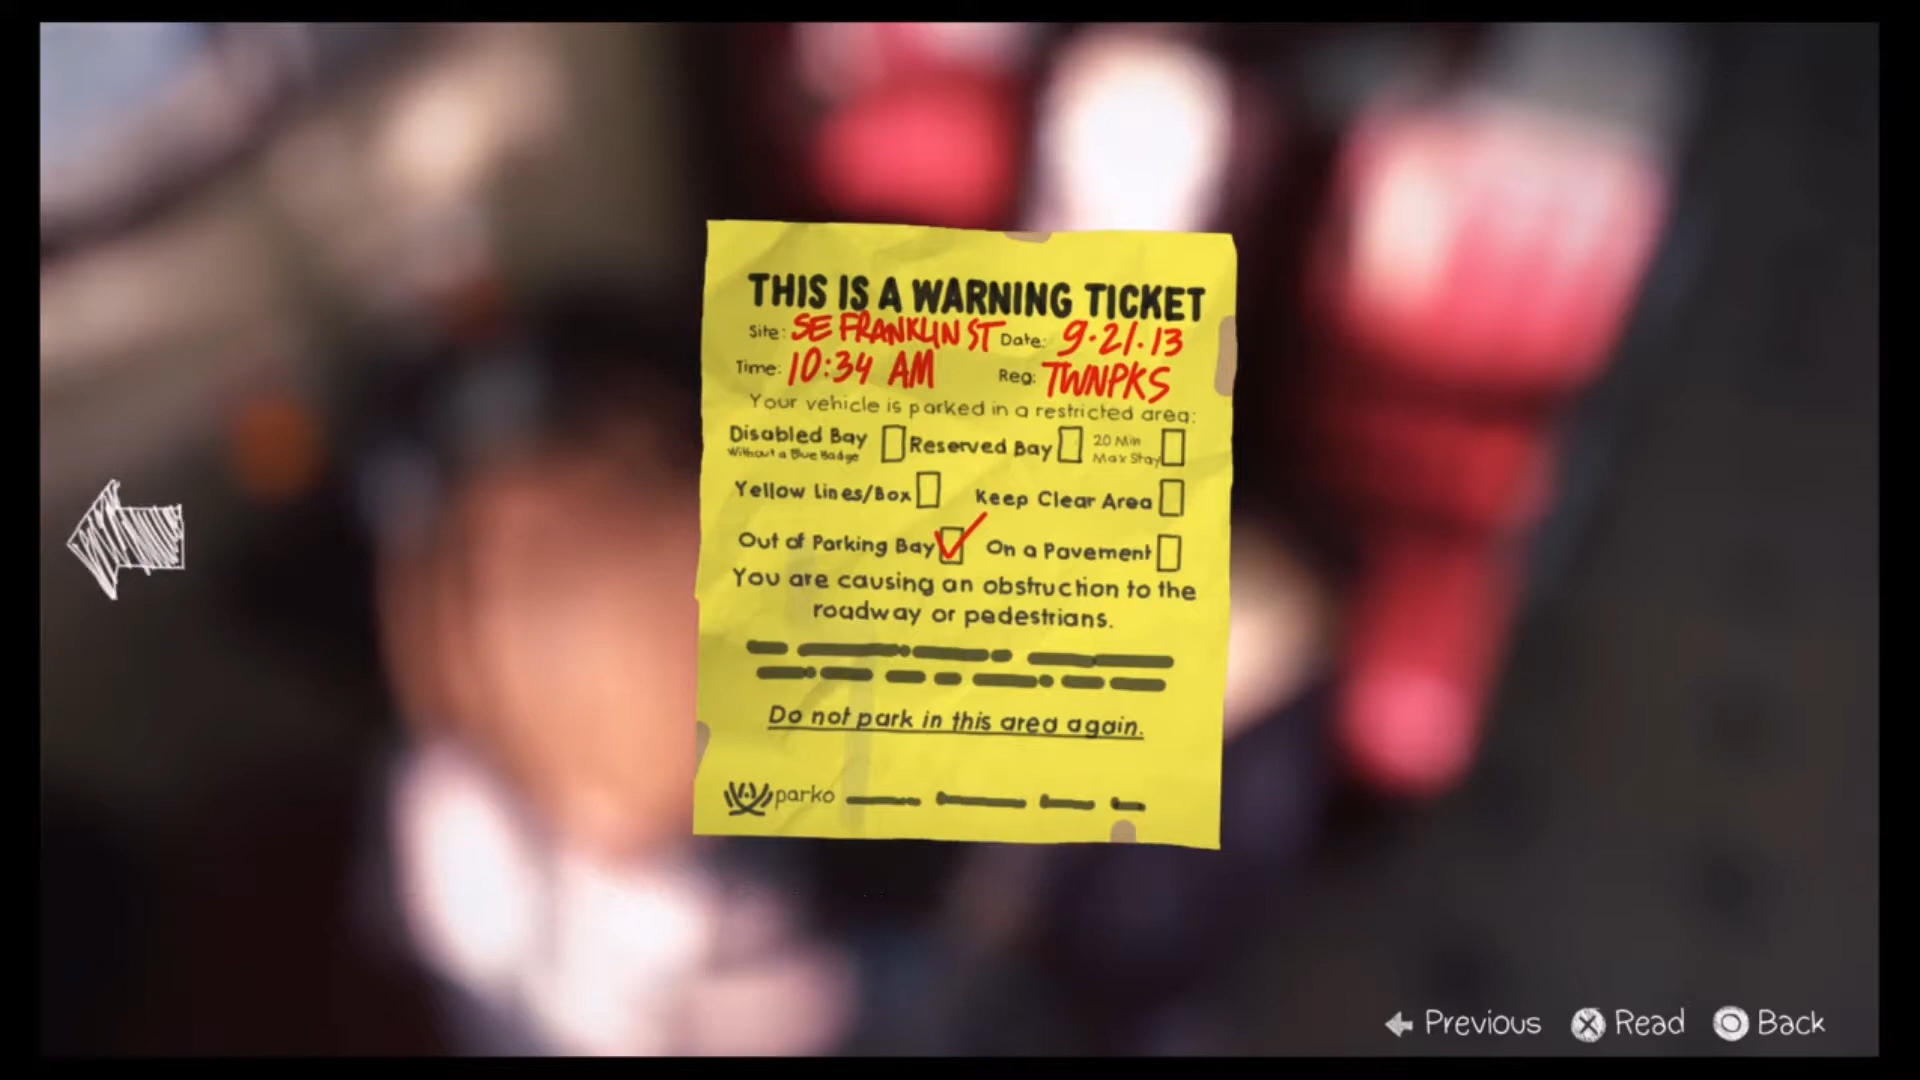 THIS IS A WARNING TICKET
Site: SE FRANKLIN ST Date: 9.21.13
Time: 10:34 AM Reg: TWNPKS
Your vehicle is parked in a restricted area:
Disabled Bay Reserved Bay 20 Min
Without a Blue Badge Max Stay
Yellow Lines/Box Keep Clear Area
Out of Parking Bay On a Pavement
You are causing an obstruction to the
roadway or pedestrians.
Do not park in this area again.
parko
Previous Read Back